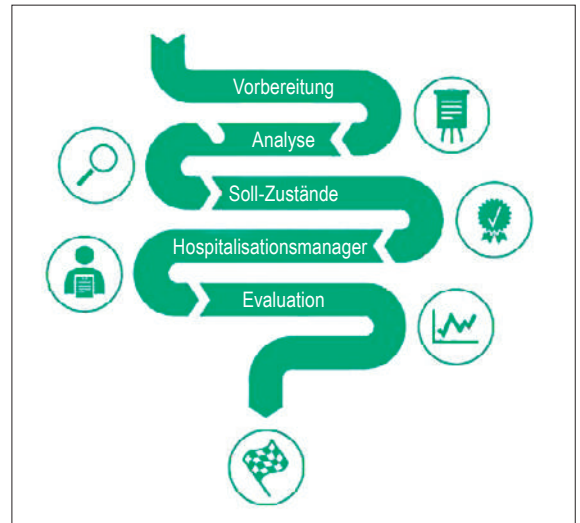 Vorbereitung
Analyse
Soll-Zustände
Hospitalisationsmanager
Evaluation